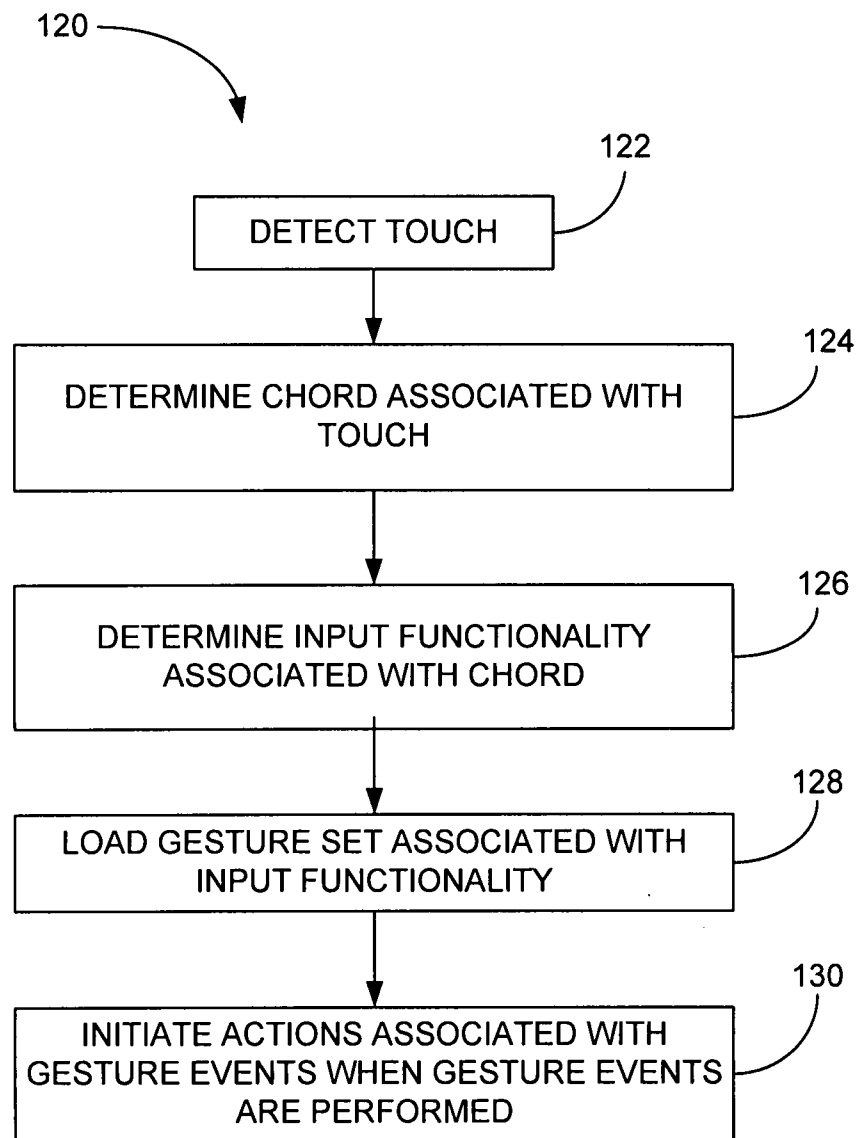 120
122
DETECT TOUCH
124
DETERMINE CHORD ASSOCIATED WITH
TOUCH
126
DETERMINE INPUT FUNCTIONALITY
ASSOCIATED WITH CHORD
128
LOAD GESTURE SET ASSOCIATED WITH
INPUT FUNCTIONALITY
130
INITIATE ACTIONS ASSOCIATED WITH
GESTURE EVENTS WHEN GESTURE EVENTS
ARE PERFORMED